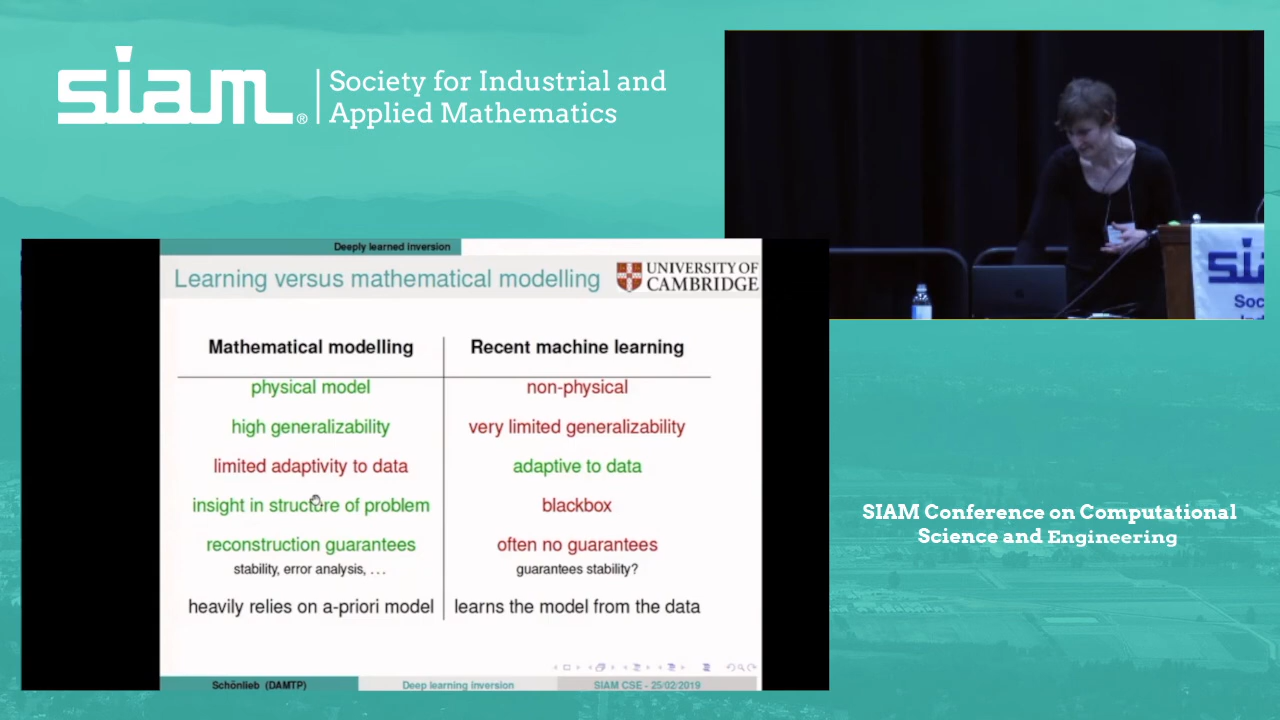 siam® Society for Industrial and
Applied Mathematics
Deeply learned inversion
Learning versus mathematical modelling
UNIVERSITY OF
CAMBRIDGE
Mathematical modelling
Recent machine learning
physical model
non-physical
high generalizability
very limited generalizability
limited adaptivity to data
adaptive to data
insight in structure of problem
blackbox
reconstruction guarantees
often no guarantees
stability, error analysis, . . .
guarantees stability?
heavily relies on a-priori model
learns the model from the data
Schönlieb (DAMTP)
Deep learning inversion
SIAM CSE - 25/02/2019
SIAM Conference on Computational
Science and Engineering